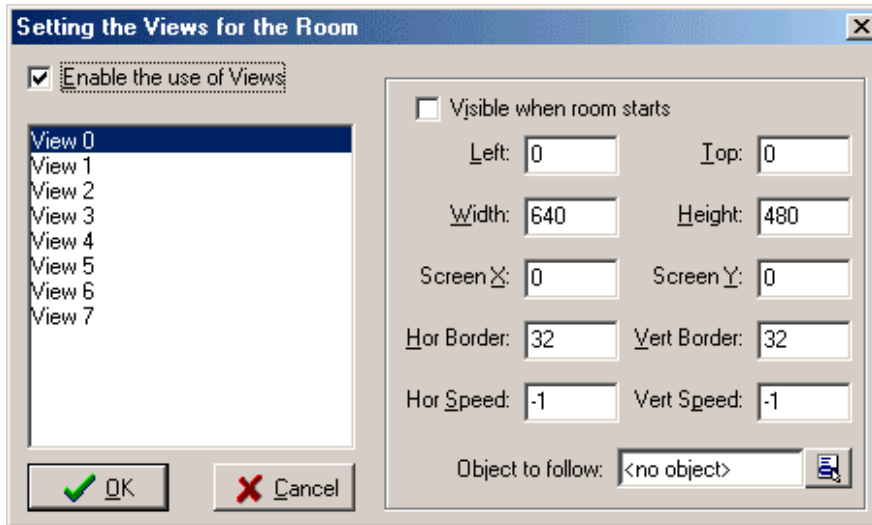 Setting the Views for the Room
Enable the use of Views
View 0
View 1
View 2
View 3
View 4
View 5
View 6
View 7
OK
Cancel
Visible when room starts
Left: 0 Top: 0
Width: 640 Height: 480
Screen X: 0 Screen Y: 0
Hor Border: 32 Vert Border: 32
Hor Speed: -1 Vert Speed: -1
Object to follow: <no object>